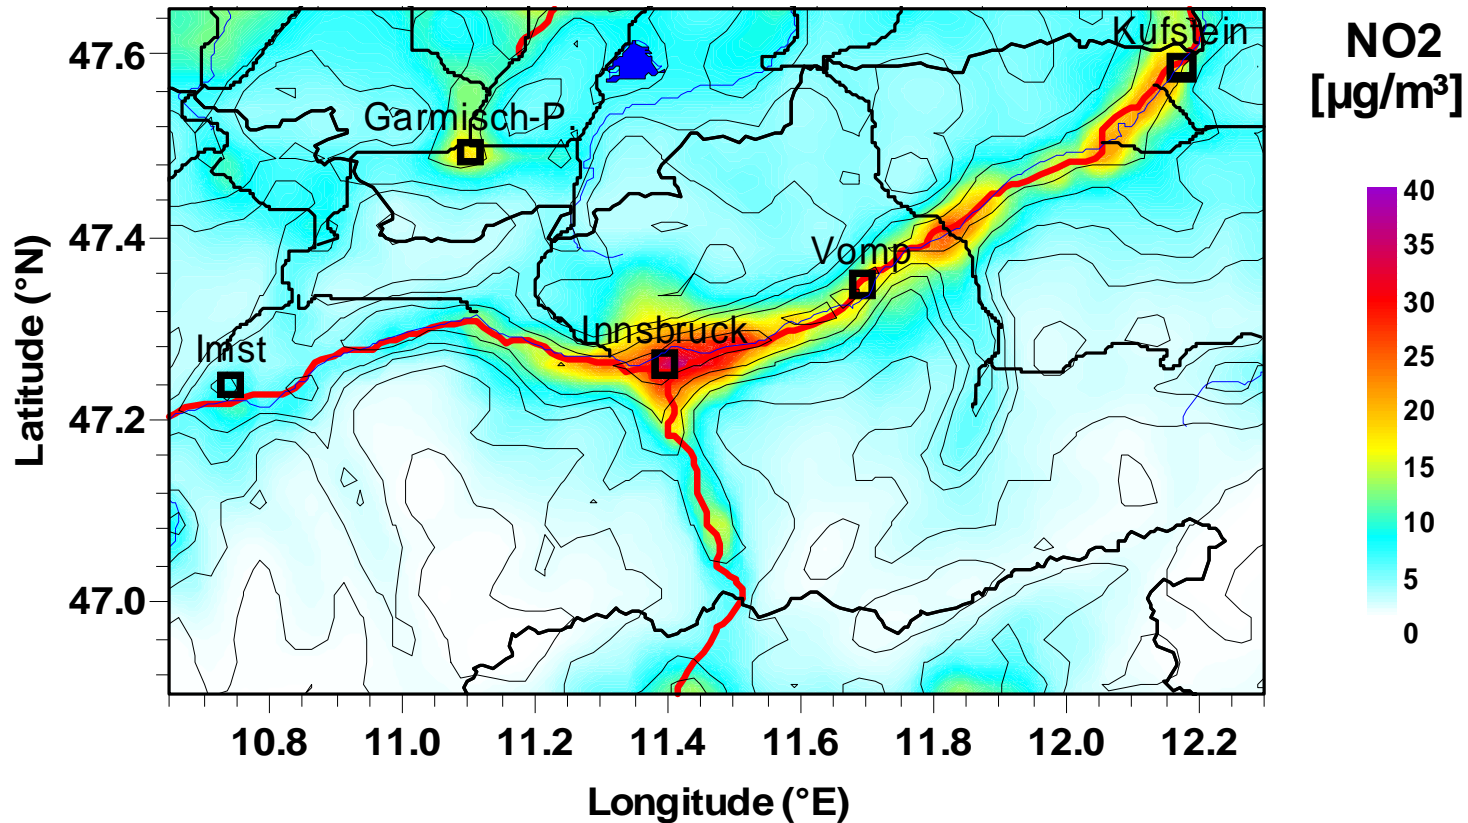 Kufstein
NO2
[µg/m³]
47.6
Garmisch-P.
40
47.4
Vomp
35
Latitude (°N)
Innsbruck
30
Imst
25
47.2
20
15
10
47.0
5
0
10.8 11.0 11.2 11.4 11.6 11.8 12.0 12.2
Longitude (°E)